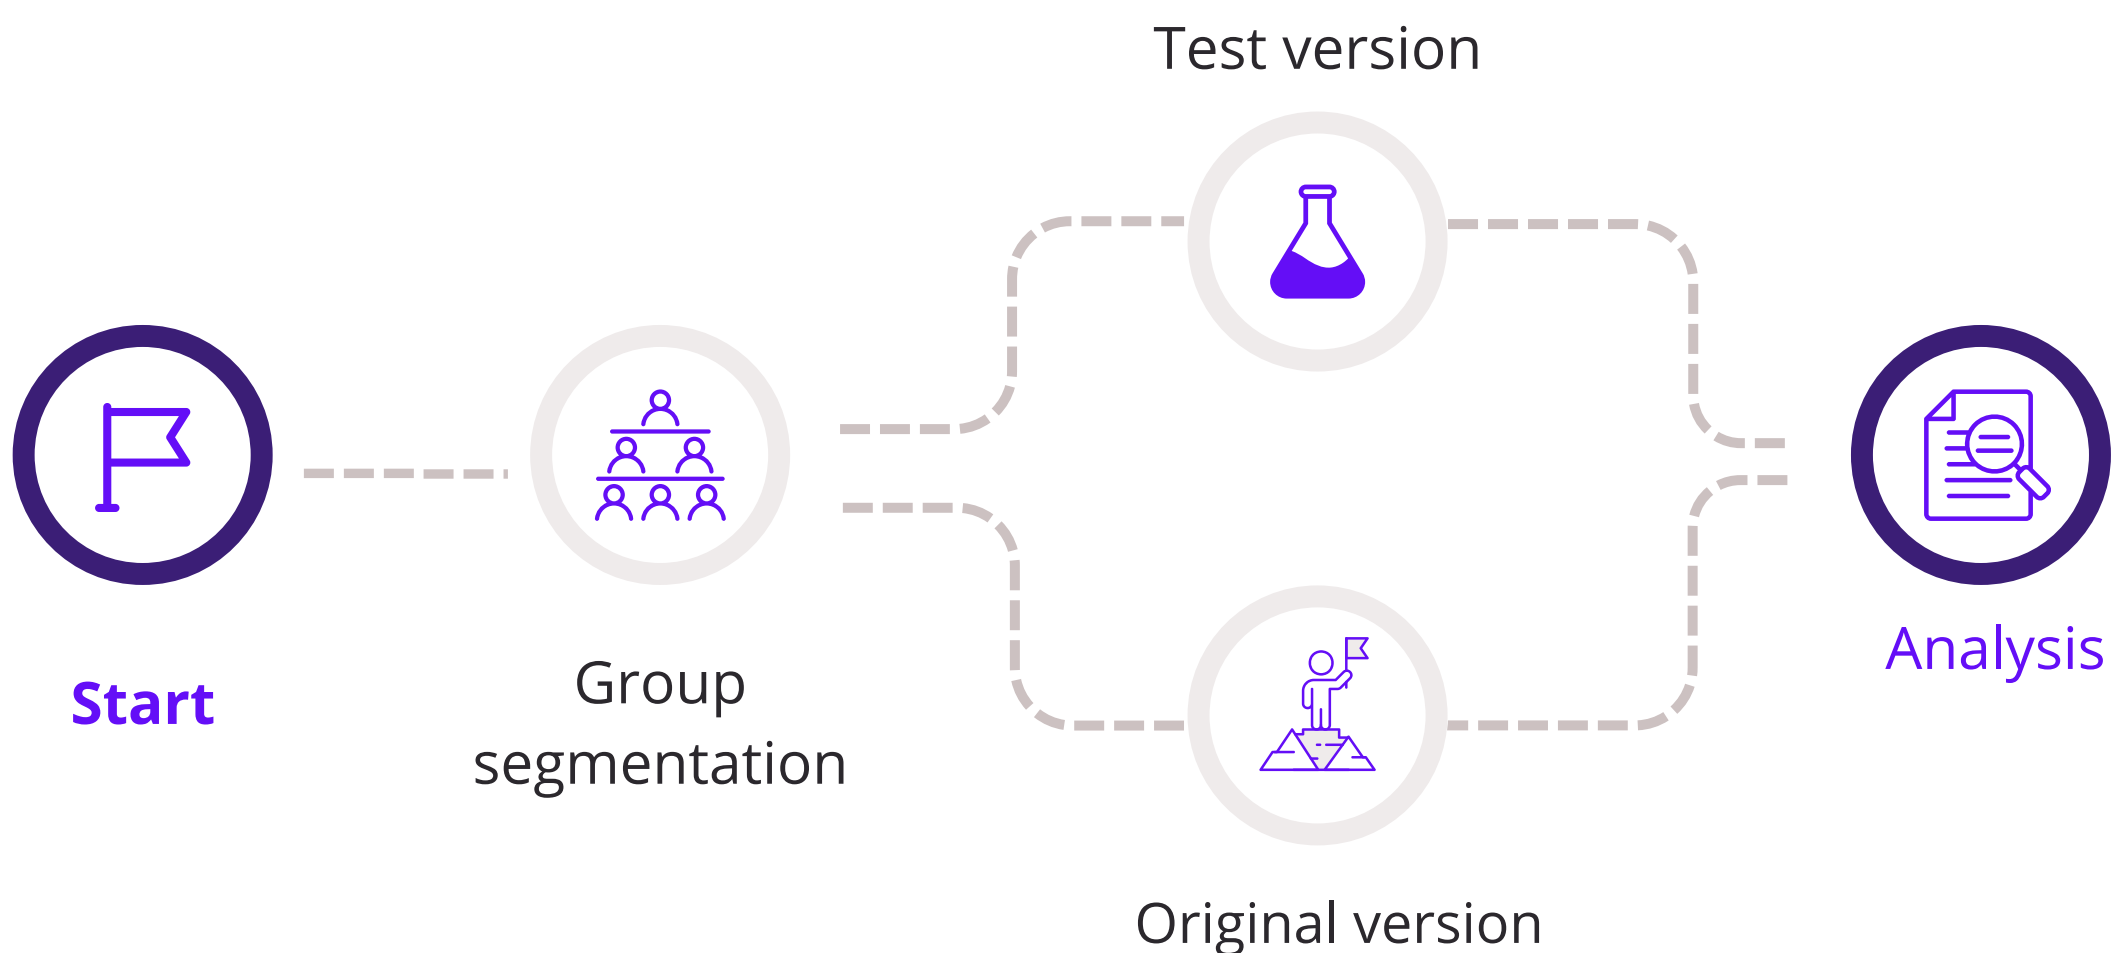 Test version
Start
Group
segmentation
Analysis
Original version